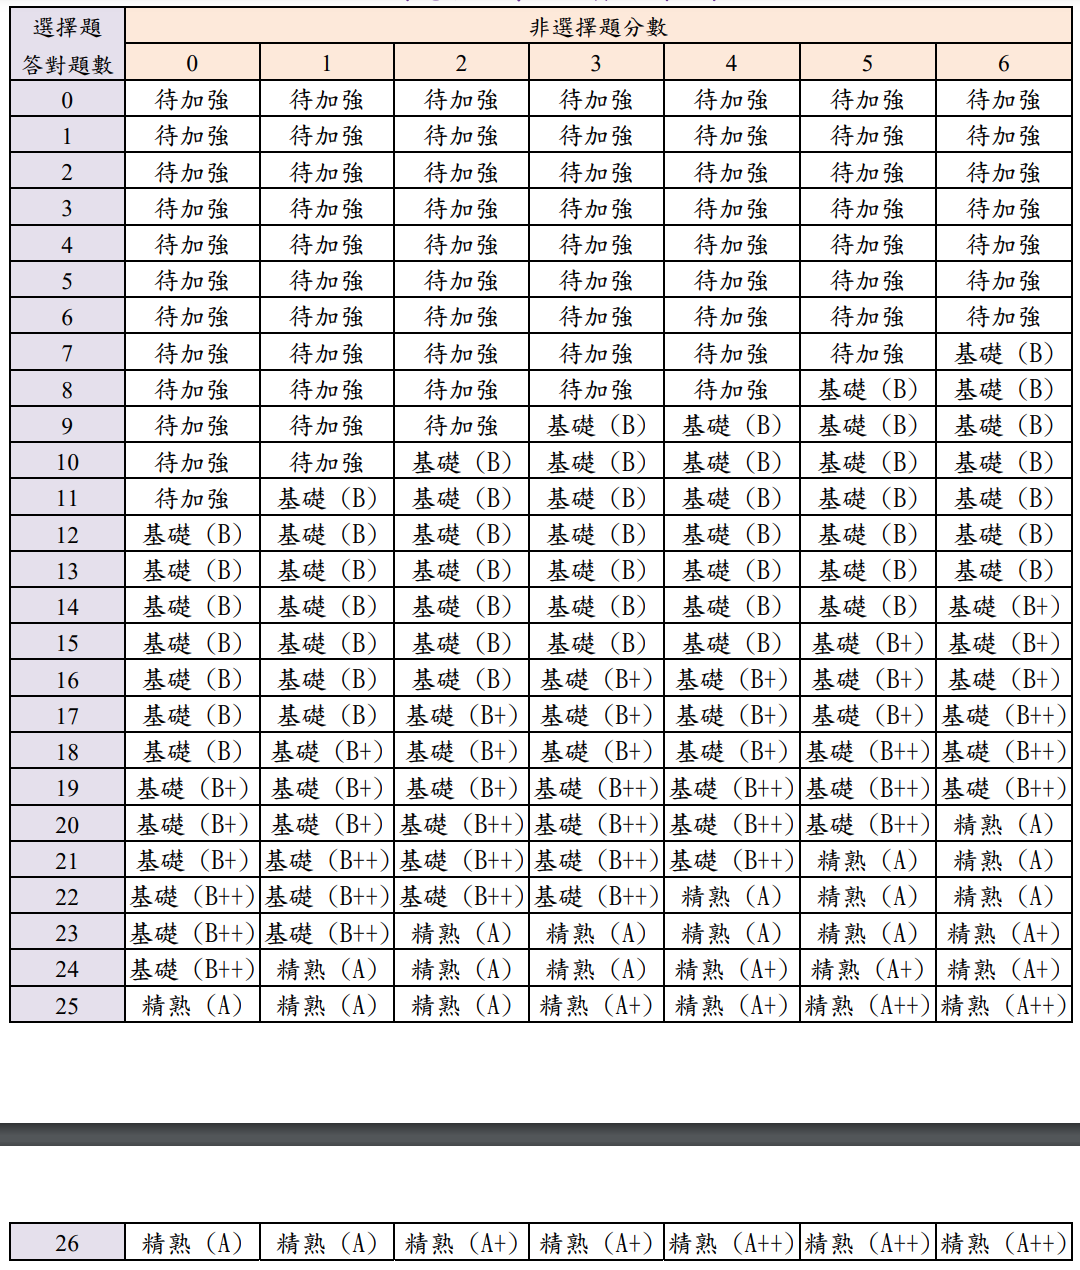 選擇題 非選擇題分數
答對題數 0 1 2 3 4 5 6
0 待加強 待加強 待加強 待加強 待加強 待加強 待加強
1 待加強 待加強 待加強 待加強 待加強 待加強 待加強
2 待加強 待加強 待加強 待加強 待加強 待加強 待加強
3 待加強 待加強 待加強 待加強 待加強 待加強 待加強
4 待加強 待加強 待加強 待加強 待加強 待加強 待加強
5 待加強 待加強 待加強 待加強 待加強 待加強 待加強
6 待加強 待加強 待加強 待加強 待加強 待加強 待加強
7 待加強 待加強 待加強 待加強 待加強 待加強 基礎（B）
8 待加強 待加強 待加強 待加強 待加強 基礎（B） 基礎（B）
9 待加強 待加強 待加強 基礎（B） 基礎（B） 基礎（B） 基礎（B）
10 待加強 待加強 基礎（B） 基礎（B） 基礎（B） 基礎（B） 基礎（B）
11 待加強 基礎（B） 基礎（B） 基礎（B） 基礎（B） 基礎（B） 基礎（B）
12 基礎（B） 基礎（B） 基礎（B） 基礎（B） 基礎（B） 基礎（B） 基礎（B）
13 基礎（B） 基礎（B） 基礎（B） 基礎（B） 基礎（B） 基礎（B） 基礎（B）
14 基礎（B） 基礎（B） 基礎（B） 基礎（B） 基礎（B） 基礎（B） 基礎（B+）
15 基礎（B） 基礎（B） 基礎（B） 基礎（B） 基礎（B） 基礎（B+） 基礎（B+）
16 基礎（B） 基礎（B） 基礎（B） 基礎（B+） 基礎（B+） 基礎（B+） 基礎（B+）
17 基礎（B） 基礎（B） 基礎（B+） 基礎（B+） 基礎（B+） 基礎（B+） 基礎（B++）
18 基礎（B） 基礎（B+） 基礎（B+） 基礎（B+） 基礎（B+） 基礎（B++） 基礎（B++）
19 基礎（B+） 基礎（B+） 基礎（B+） 基礎（B++） 基礎（B++） 基礎（B++） 基礎（B++）
20 基礎（B+） 基礎（B+） 基礎（B++） 基礎（B++） 基礎（B++） 基礎（B++） 精熟（A）
21 基礎（B+） 基礎（B++） 基礎（B++） 基礎（B++） 基礎（B++） 精熟（A） 精熟（A）
22 基礎（B++） 基礎（B++） 基礎（B++） 基礎（B++） 精熟（A） 精熟（A） 精熟（A）
23 基礎（B++） 基礎（B++） 精熟（A） 精熟（A） 精熟（A） 精熟（A） 精熟（A+）
24 基礎（B++） 精熟（A） 精熟（A） 精熟（A） 精熟（A+） 精熟（A+） 精熟（A+）
25 精熟（A） 精熟（A） 精熟（A） 精熟（A+） 精熟（A+） 精熟（A++） 精熟（A++）
26 精熟（A） 精熟（A） 精熟（A+） 精熟（A+） 精熟（A++） 精熟（A++） 精熟（A++）